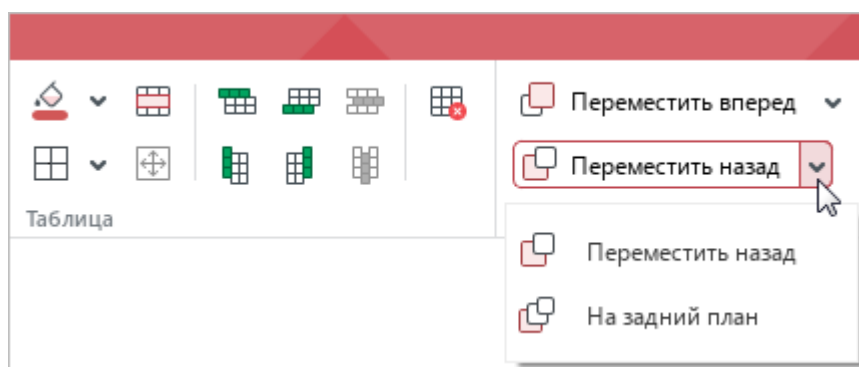 Переместить вперед
Переместить назад
Таблица
Переместить назад
На задний план